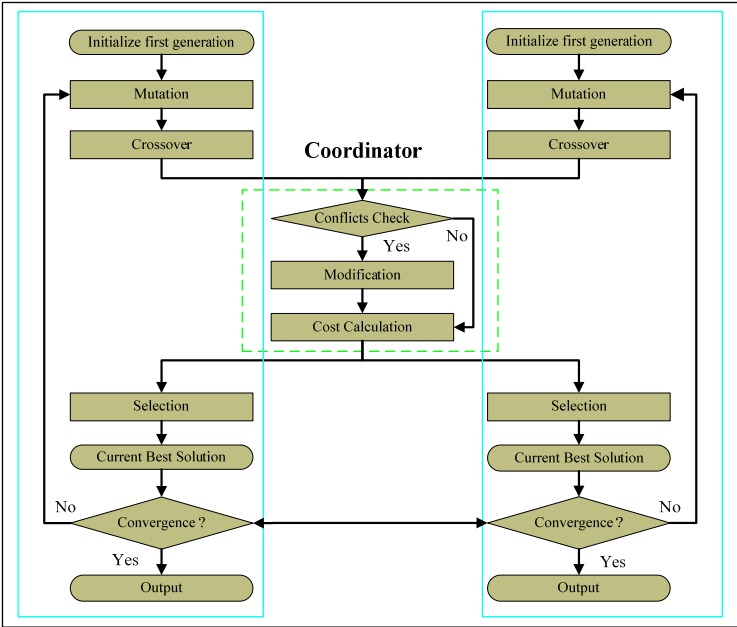 Initialize first generation
Mutation
Crossover
Initialize first generation
Mutation
Crossover
Coordinator
Conflicts Check
No
Yes
Modification
Cost Calculation
Selection
Current Best Solution
No
Convergence ?
Yes
Output
Selection
Current Best Solution
No
Convergence ?
Yes
Output